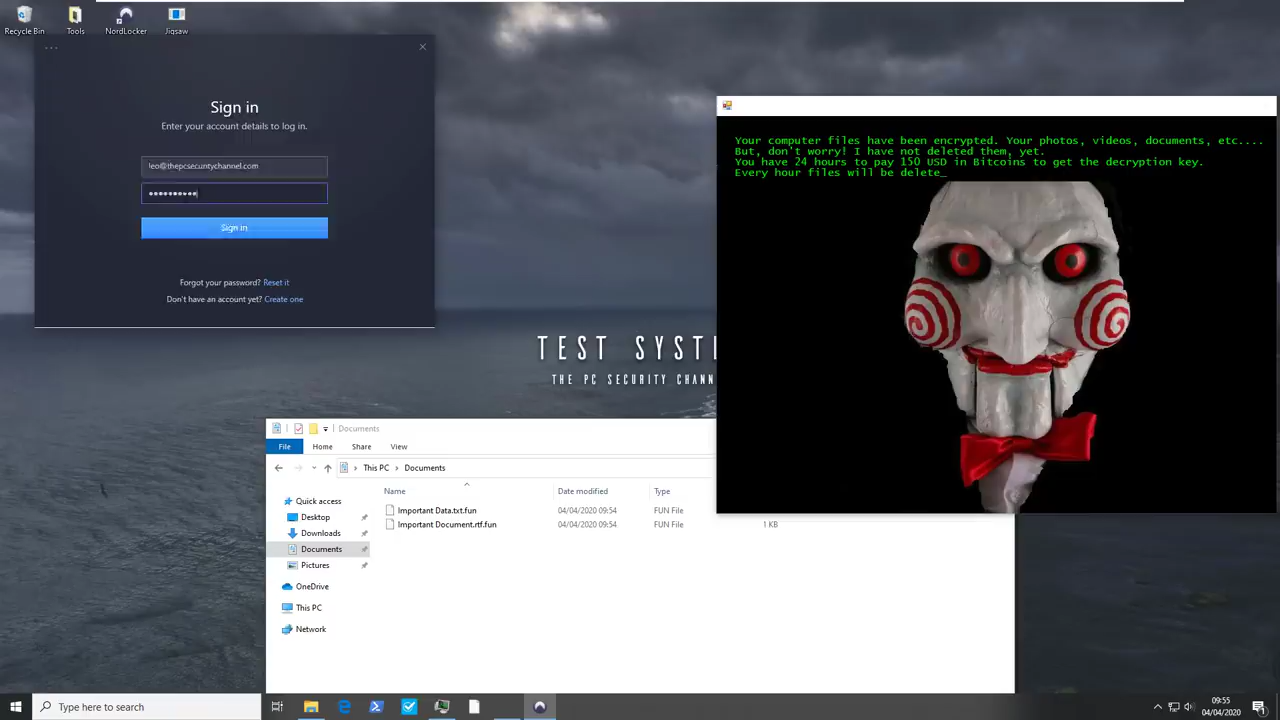 Recycle Bin
Tools
NordLocker
Jigsaw
Sign in
Enter your account details to log in.
leo@thepcsecuritychannel.com
Sign in
Forgot your password? Reset it
Don't have an account yet? Create one
Your computer files have been encrypted. Your photos, videos, documents, etc....
But, don't worry! I have not deleted them, yet.
You have 24 hours to pay 150 USD in Bitcoins to get the decryption key.
Every hour files will be delete_
TEST SYST
THE PC SECURITY CHANN
Documents
File Home Share View
This PC > Documents
Name Date modified Type
Important Data.txt.fun 04/04/2020 09:54 FUN File
Important Document.rtf.fun 04/04/2020 09:54 FUN File 1 KB
Quick access
Desktop
Downloads
Documents
Pictures
OneDrive
This PC
Network
Type here to search
09:55
04/04/2020
1